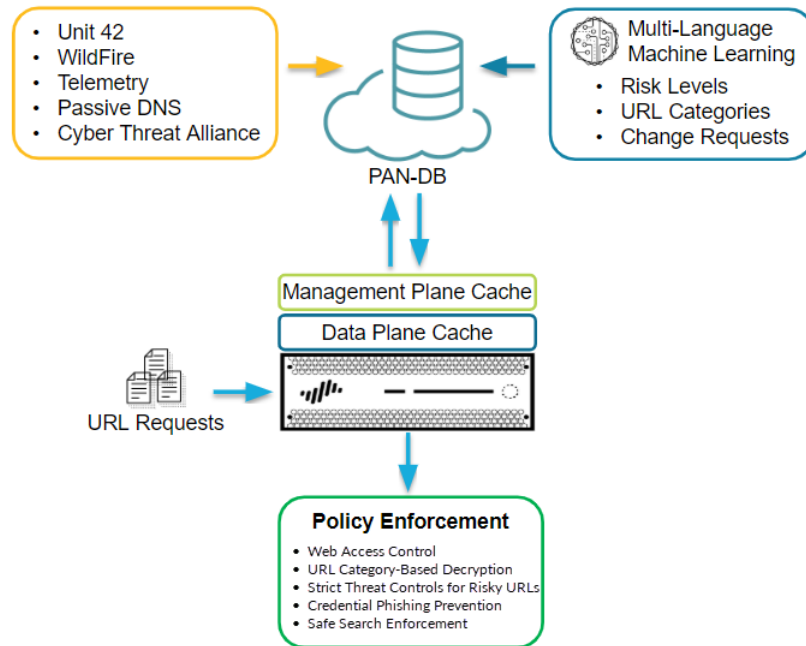 • Unit 42
• WildFire
• Telemetry
• Passive DNS
• Cyber Threat Alliance
Multi-Language
Machine Learning
• Risk Levels
• URL Categories
• Change Requests
PAN-DB
Management Plane Cache
Data Plane Cache
URL Requests
Policy Enforcement
• Web Access Control
• URL Category-Based Decryption
• Strict Threat Controls for Risky URLs
• Credential Phishing Prevention
• Safe Search Enforcement